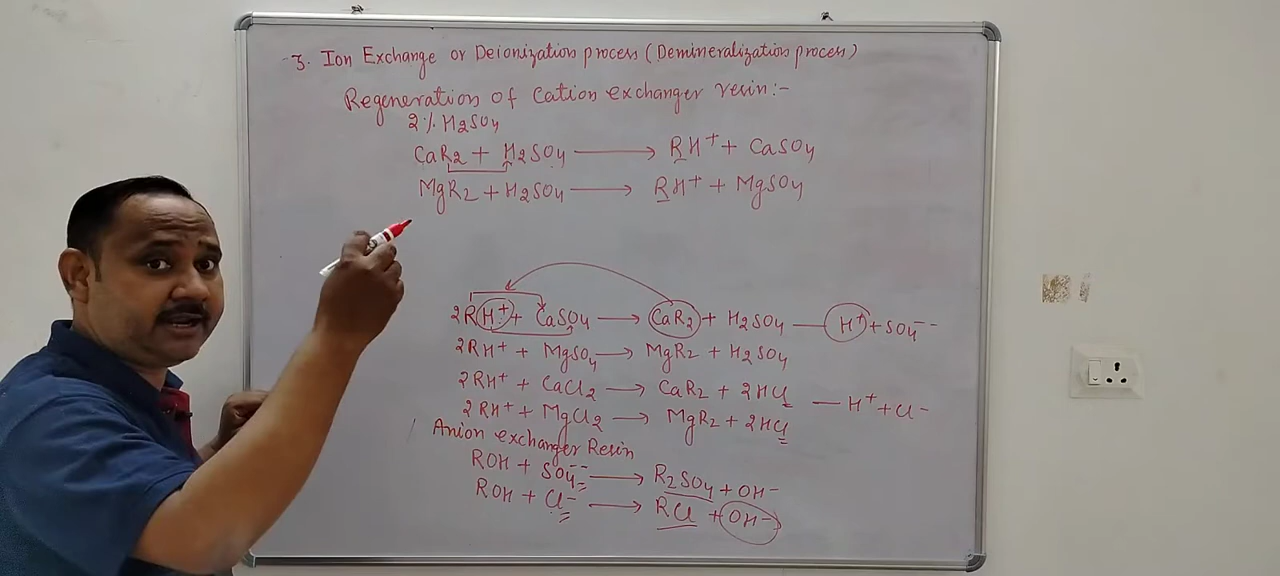 3. Ion Exchange or Deionization process (Demineralization process)
Regeneration of Cation exchanger resin:-
2% H2SO4
CaR2 + H2SO4 ⟶ RH+ + CaSO4
MgR2 + H2SO4 ⟶ RH+ + MgSO4
2RH+ + CaSO4 ⟶ CaR2 + H2SO4 — H+ + SO4--
2RH+ + MgSO4 ⟶ MgR2 + H2SO4
2RH+ + CaCl2 ⟶ CaR2 + 2HCl — H+ + Cl-
2RH+ + MgCl2 ⟶ MgR2 + 2HCl
Anion exchanger Resin
ROH + SO4-- ⟶ R2SO4 + OH-
ROH + Cl- ⟶ RCl + OH-